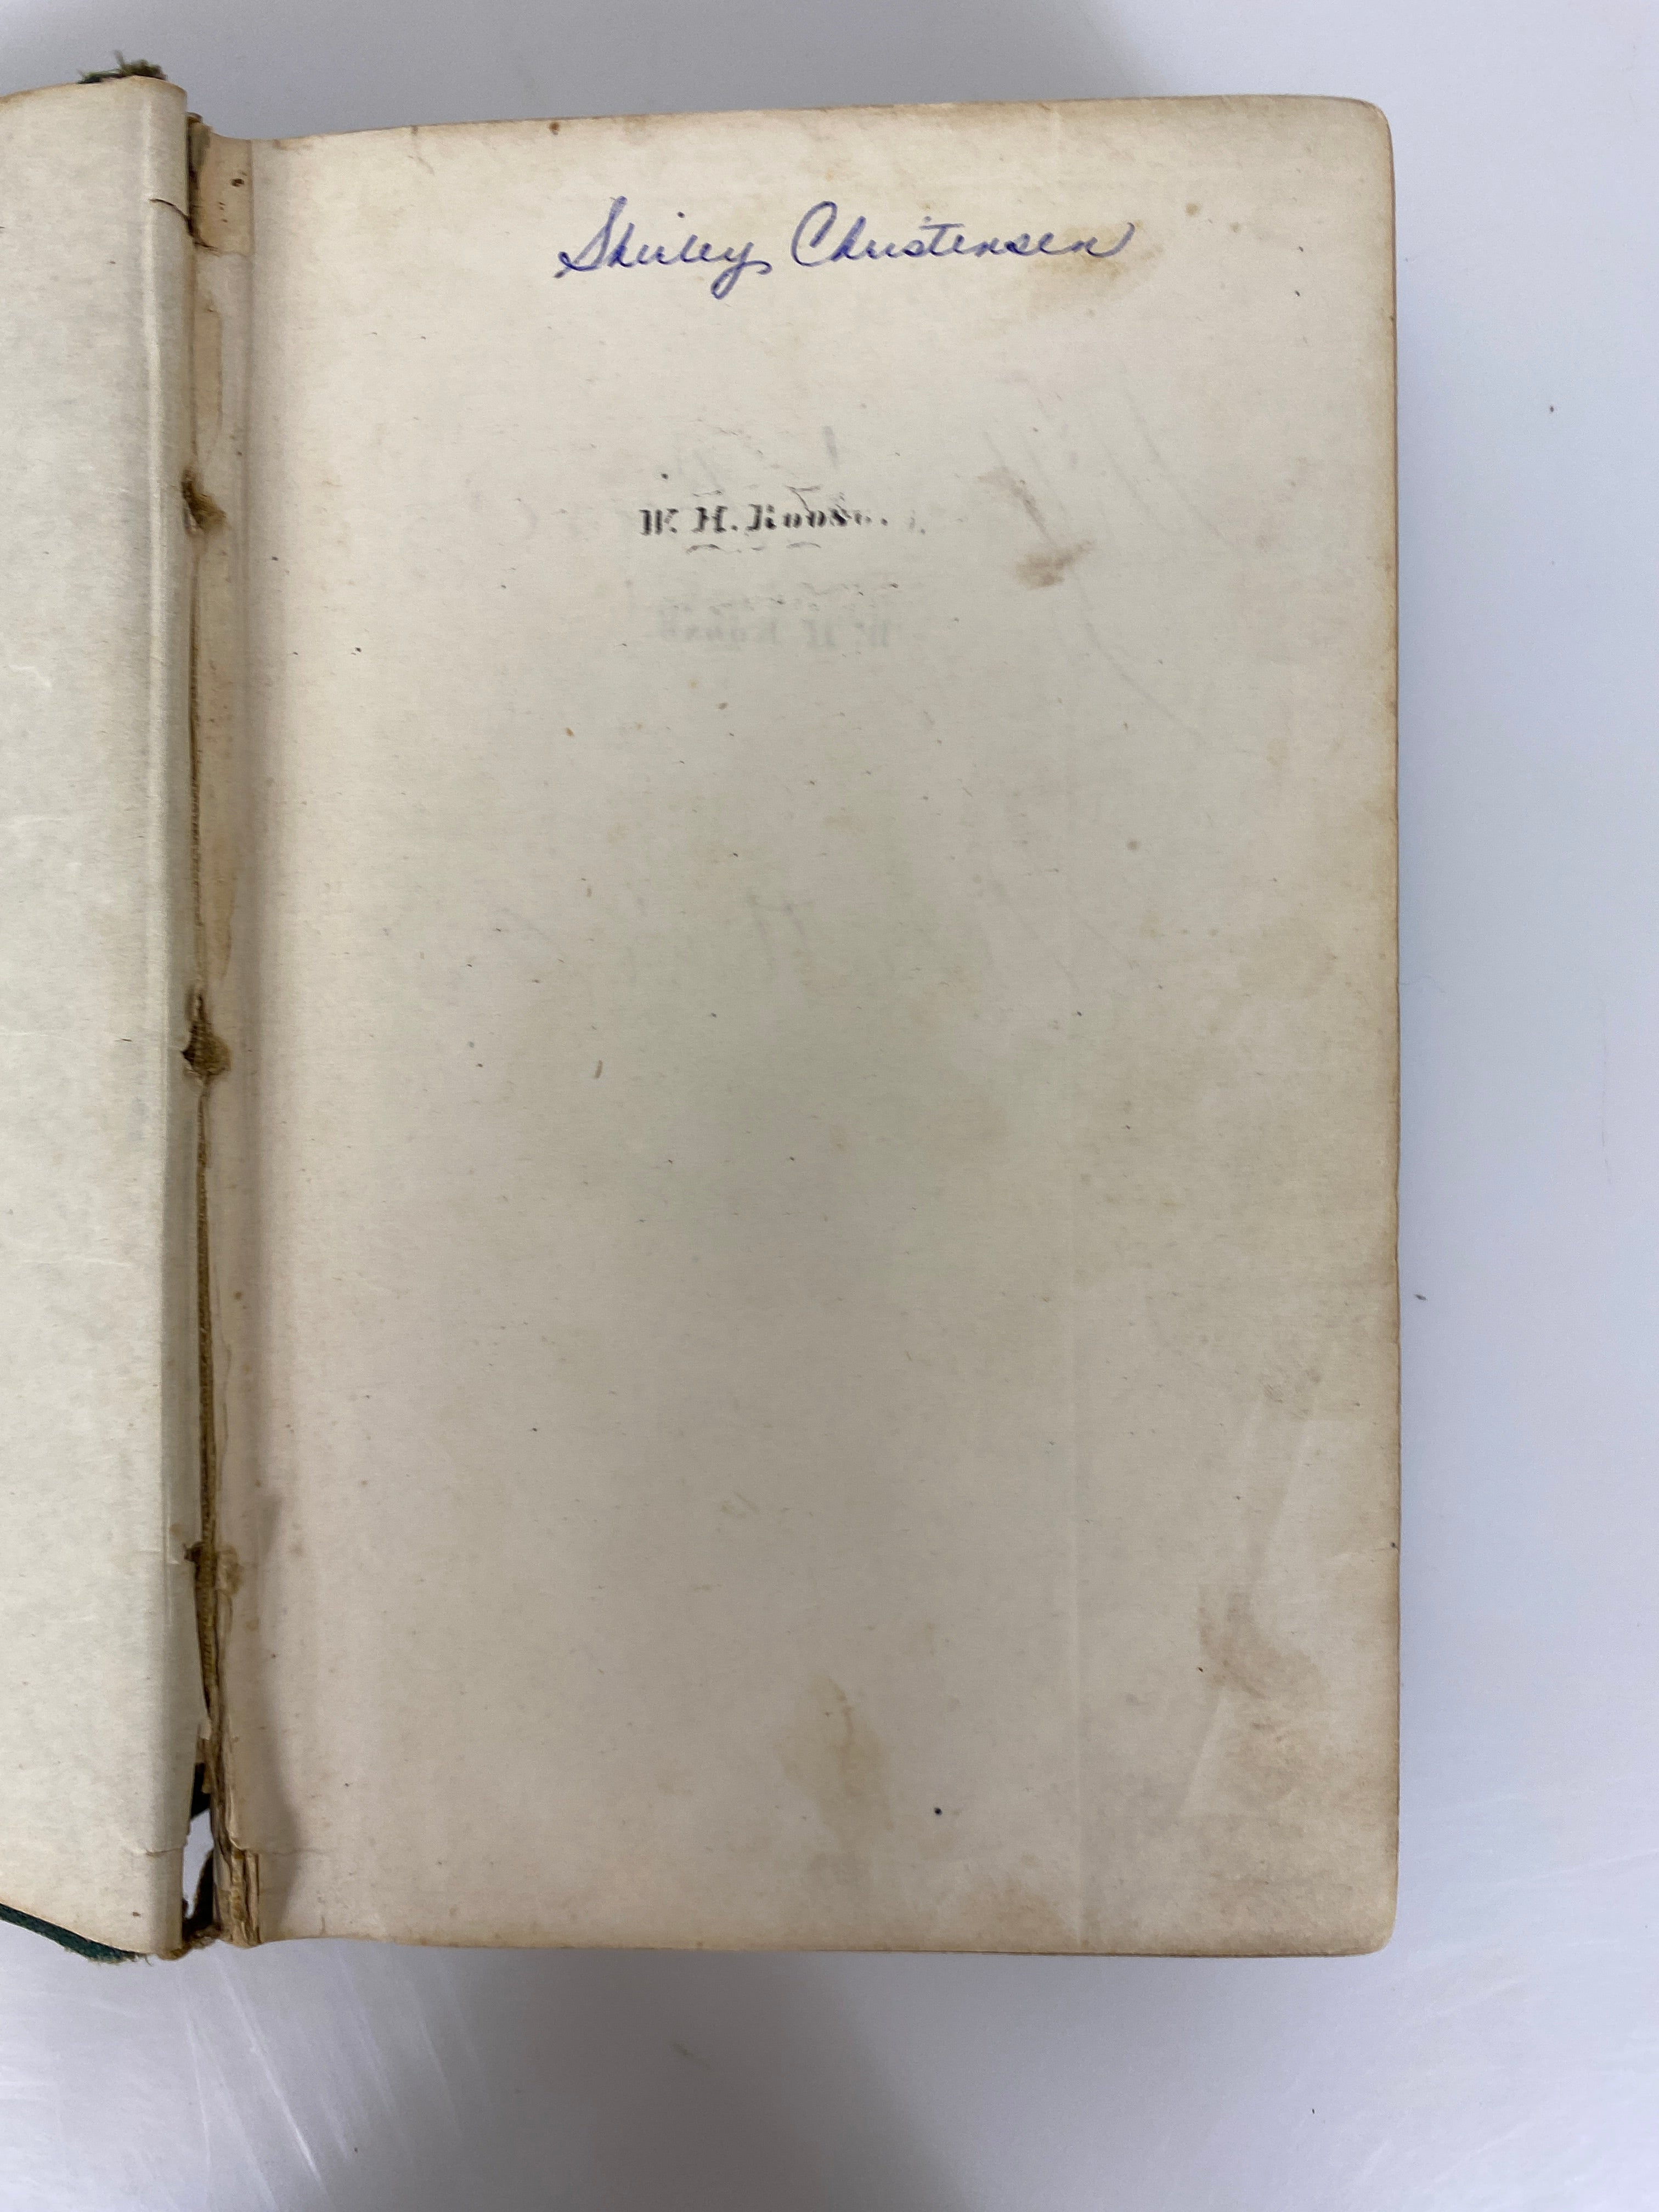 Shirley Christensen
W. H. Roose.